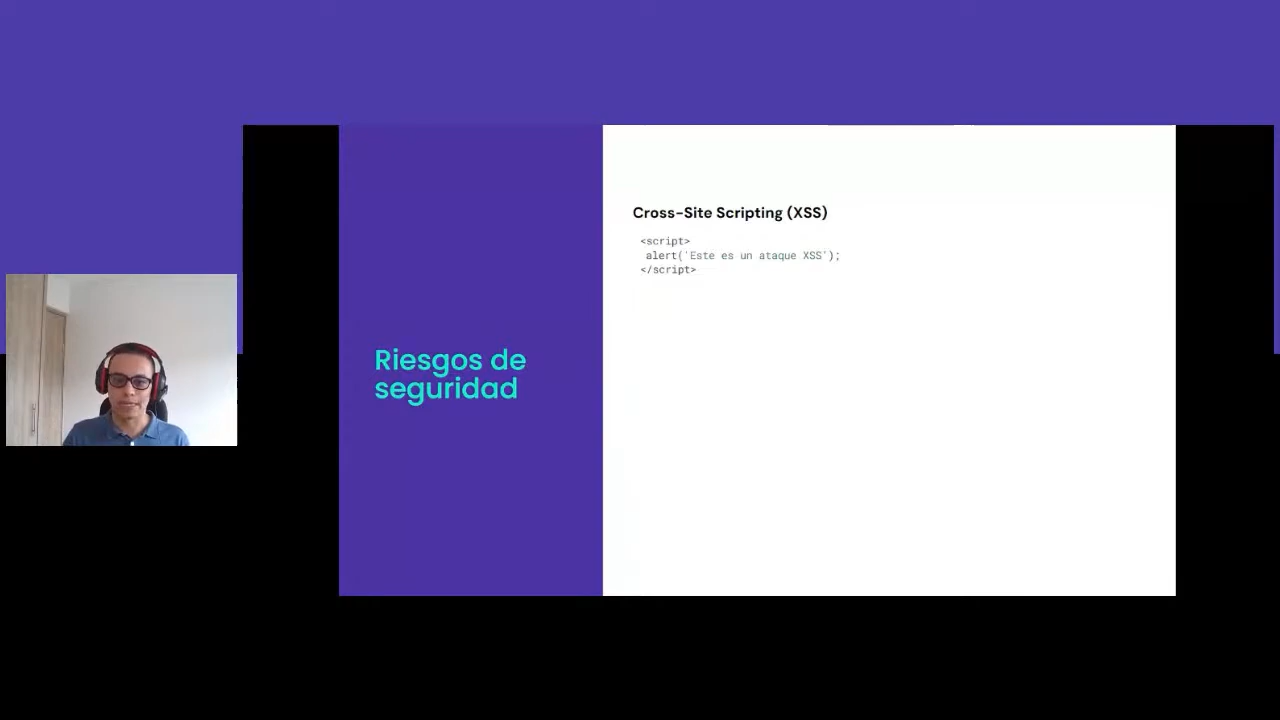 Riesgos de
seguridad
Cross-Site Scripting (XSS)
<script>
alert('Este es un ataque XSS');
</script>